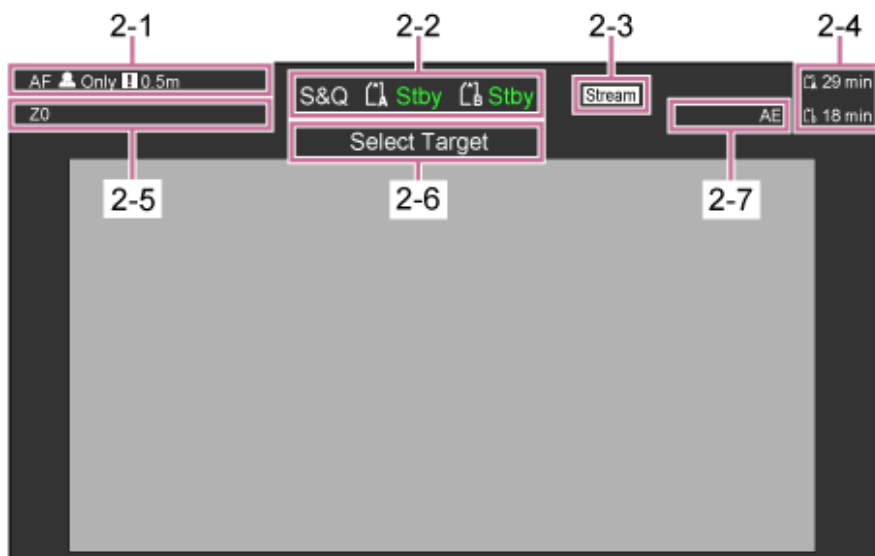 2-1 2-2 2-3 2-4
AF Only 0.5m
S&Q A Stby B Stby
Stream
A 29 min
Z0
AE
B 18 min
Select Target
2-5 2-6 2-7